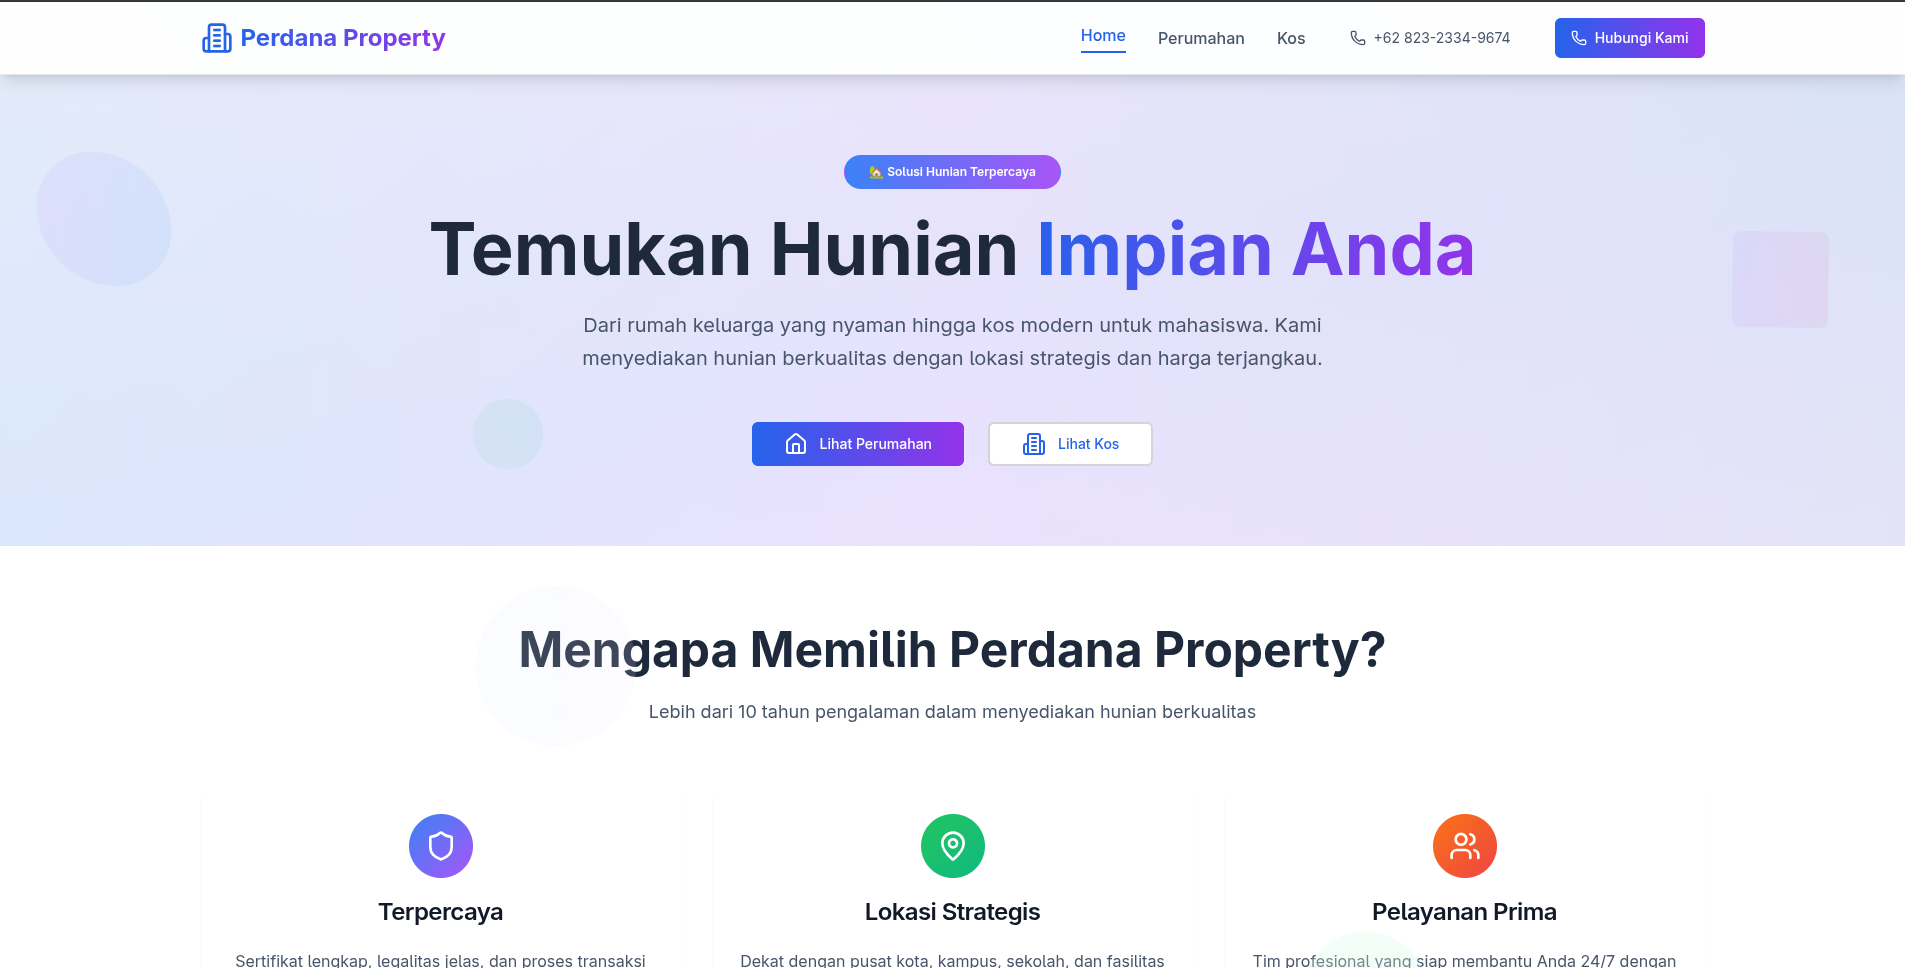 Perdana Property
Home
Perumahan
Kos
+62 823-2334-9674
Hubungi Kami
🏡 Solusi Hunian Terpercaya
Temukan Hunian Impian Anda
Dari rumah keluarga yang nyaman hingga kos modern untuk mahasiswa. Kami
menyediakan hunian berkualitas dengan lokasi strategis dan harga terjangkau.
Lihat Perumahan
Lihat Kos
Mengapa Memilih Perdana Property?
Lebih dari 10 tahun pengalaman dalam menyediakan hunian berkualitas
Terpercaya
Sertifikat lengkap, legalitas jelas, dan proses transaksi
Lokasi Strategis
Dekat dengan pusat kota, kampus, sekolah, dan fasilitas
Pelayanan Prima
Tim profesional yang siap membantu Anda 24/7 dengan